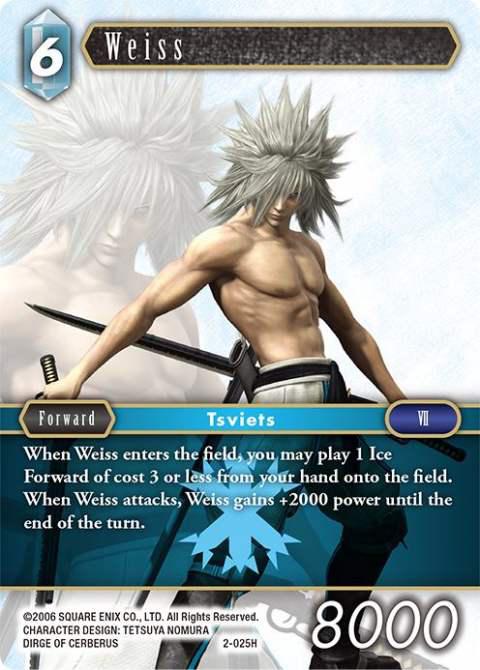 6
Weiss
Forward
Tsviets
VII
When Weiss enters the field, you may play 1 Ice
Forward of cost 3 or less from your hand onto the field.
When Weiss attacks, Weiss gains +2000 power until the
end of the turn.
©2006 SQUARE ENIX CO., LTD. All Rights Reserved.
CHARACTER DESIGN: TETSUYA NOMURA
DIRGE OF CERBERUS
2-025H
8000